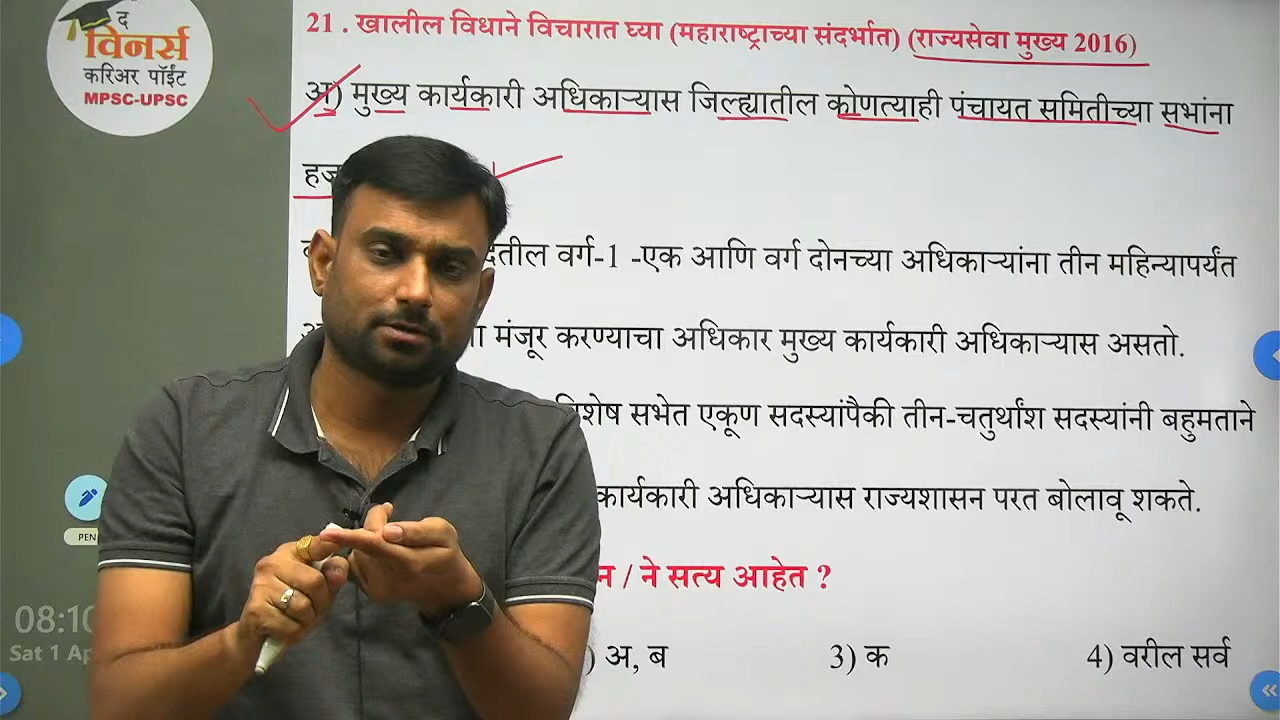 द
विनर्स
करिअर पॉईंट
MPSC-UPSC
21 . खालील विधाने विचारात घ्या (महाराष्ट्राच्या संदर्भात) (राज्यसेवा मुख्य 2016)
अ) मुख्य कार्यकारी अधिकाऱ्यास जिल्ह्यातील कोणत्याही पंचायत समितीच्या सभांना
वर्ग-1 -एक आणि वर्ग दोनच्या अधिकाऱ्यांना तीन महिन्यापर्यंत
मंजूर करण्याचा अधिकार मुख्य कार्यकारी अधिकाऱ्यास असतो.
विशेष सभेत एकूण सदस्यांपैकी तीन-चतुर्थांश सदस्यांनी बहुमताने
कार्यकारी अधिकाऱ्यास राज्यशासन परत बोलावू शकते.
/ ने सत्य आहेत ?
अ, ब
3) क
4) वरील सर्व
PEN
08:10
Sat 1